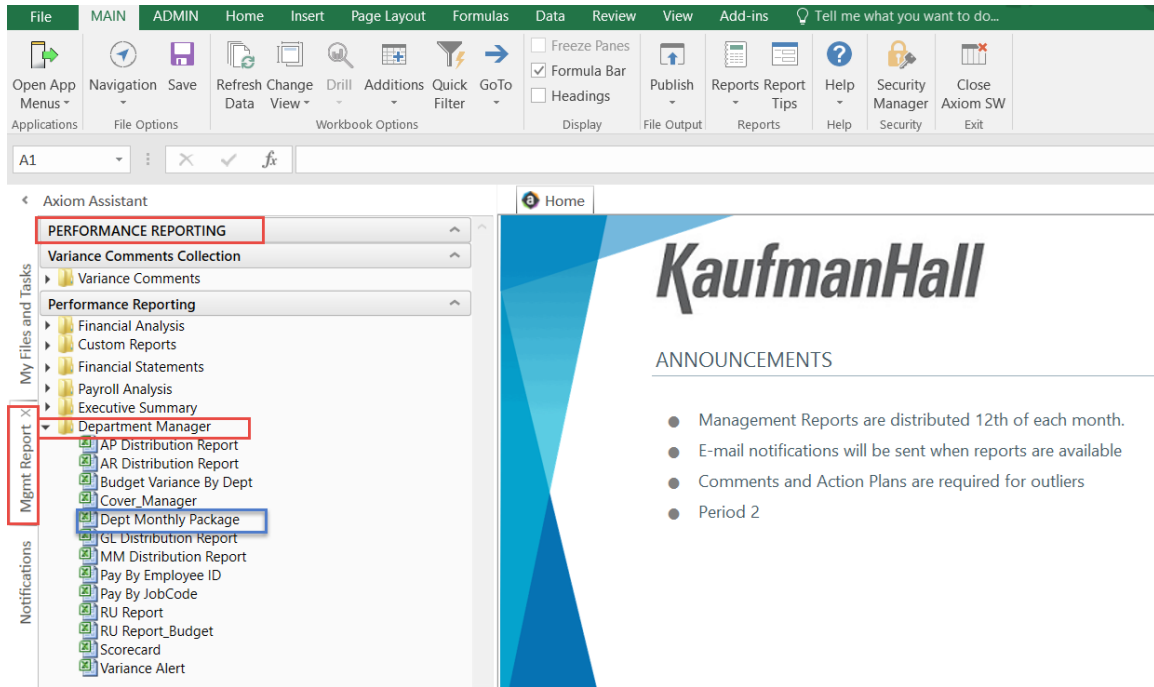 File MAIN ADMIN Home Insert Page Layout Formulas Data Review View Add-ins Tell me what you want to do...
Open App Menus
Navigation
Save
Refresh Data
Change View
Drill
Additions
Quick Filter
GoTo
Freeze Panes
Formula Bar
Headings
Publish
Reports
Report Tips
Help
Security Manager
Close Axiom SW
Applications File Options Workbook Options Display File Output Reports Help Security Exit
A1 fx
Axiom Assistant
Home
PERFORMANCE REPORTING
Variance Comments Collection
Variance Comments
Performance Reporting
Financial Analysis
Custom Reports
Financial Statements
Payroll Analysis
Executive Summary
Department Manager
AP Distribution Report
AR Distribution Report
Budget Variance By Dept
Cover_Manager
Dept Monthly Package
GL Distribution Report
MM Distribution Report
Pay By Employee ID
Pay By JobCode
RU Report
RU Report_Budget
Scorecard
Variance Alert
My Files and Tasks
Mgmt Report X
Notifications
KaufmanHall
ANNOUNCEMENTS
● Management Reports are distributed 12th of each month.
● E-mail notifications will be sent when reports are available
● Comments and Action Plans are required for outliers
● Period 2